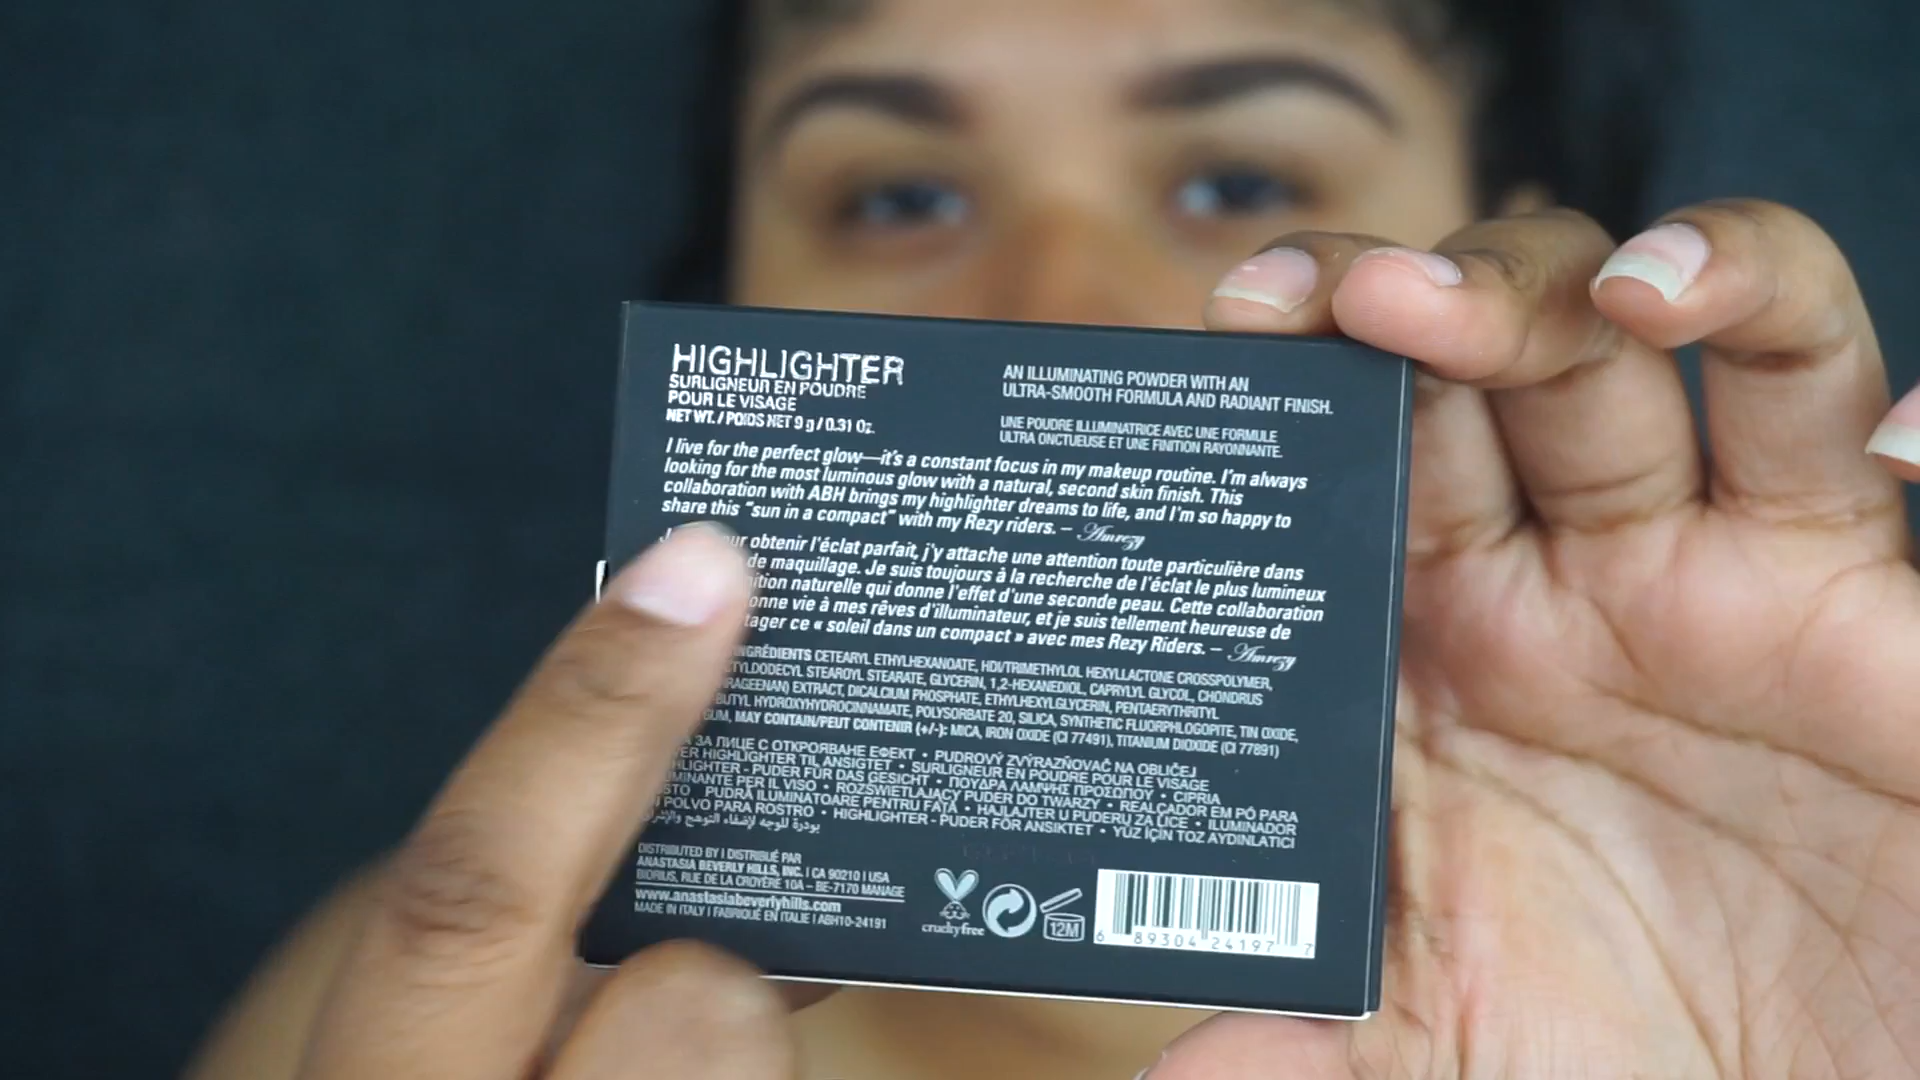 HIGHLIGHTER
SURLIGNEUR EN POUDRE
POUR LE VISAGE
NET WT. / POIDS NET 9 g / 0.31 Oz.
AN ILLUMINATING POWDER WITH AN
ULTRA-SMOOTH FORMULA AND RADIANT FINISH.
UNE POUDRE ILLUMINATRICE AVEC UNE FORMULE
ULTRA ONCTUEUSE ET UNE FINITION RAYONNANTE.
I live for the perfect glow—it's a constant focus in my makeup routine. I'm always
looking for the most luminous glow with a natural, second skin finish. This
collaboration with ABH brings my highlighter dreams to life, and I'm so happy to
share this "sun in a compact" with my Rezy riders. – Amrezy
obtenir l'éclat parfait, j'y attache une attention toute particulière dans
de maquillage. Je suis toujours à la recherche de l'éclat le plus lumineux
naturelle qui donne l'effet d'une seconde peau. Cette collaboration
vie à mes rêves d'illuminateur, et je suis tellement heureuse de
ce « soleil dans un compact » avec mes Rezy Riders. – Amrezy
INGRÉDIENTS CETEARYL ETHYLHEXANOATE, HDI/TRIMETHYLOL HEXYLLACTONE CROSSPOLYMER,
STEAROYL STEARATE, GLYCERIN, 1,2-HEXANEDIOL, CAPRYLYL GLYCOL, CHONDRUS
EXTRACT, DICALCIUM PHOSPHATE, ETHYLHEXYLGLYCERIN, PENTAERYTHRITYL
BUTYL HYDROXYHYDROCINNAMATE, POLYSORBATE 20, SILICA, SYNTHETIC FLUORPHLOGOPITE, TIN OXIDE,
GUM, MAY CONTAIN/PEUT CONTENIR (+/-): MICA, IRON OXIDE (CI 77491), TITANIUM DIOXIDE (CI 77891)
ЗА ЛИЦЕ С ОТКРОЯВАНЕ ЕФЕКТ • PUDROVÝ ZVÝRAZŇOVAČ NA OBLIČEJ
HIGHLIGHTER TIL ANSIGTET • SURLIGNEUR EN POUDRE POUR LE VISAGE
- PUDER FÜR DAS GESICHT • ΠΟΥΔΡΑ ΛΑΜΨΗΣ ΠΡΟΣΩΠΟΥ • CIPRIA
PER IL VISO • ROZŚWIETLAJĄCY PUDER DO TWARZY • REALÇADOR EM PÓ PARA
PUDRĂ ILUMINATOARE PENTRU FAȚĂ • HAJLAJTER U PUDERU ZA LICE • ILUMINADOR
POLVO PARA ROSTRO • HIGHLIGHTER - PUDER FÖR ANSIKTET • YÜZ İÇİN TOZ AYDINLATICI
بودرة للوجه لإضفاء التوهج
DISTRIBUTED BY I DISTRIBUÉ PAR
ANASTASIA BEVERLY HILLS, INC. I CA 90210 I USA
BIORIUS, RUE DE LA CROYÈRE 10A – BE-7170 MANAGE
www.anastasiabeverlyhills.com
MADE IN ITALY I FABRIQUÉ EN ITALIE I ABH10-24191
crueltyfree
12M
6 89304 24197 7